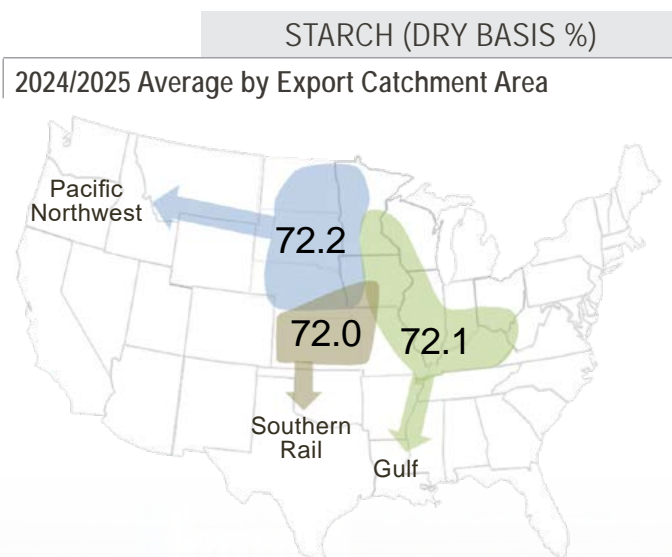 STARCH (DRY BASIS %)
2024/2025 Average by Export Catchment Area
Pacific
Northwest
72.2
72.0
72.1
Southern
Rail
Gulf